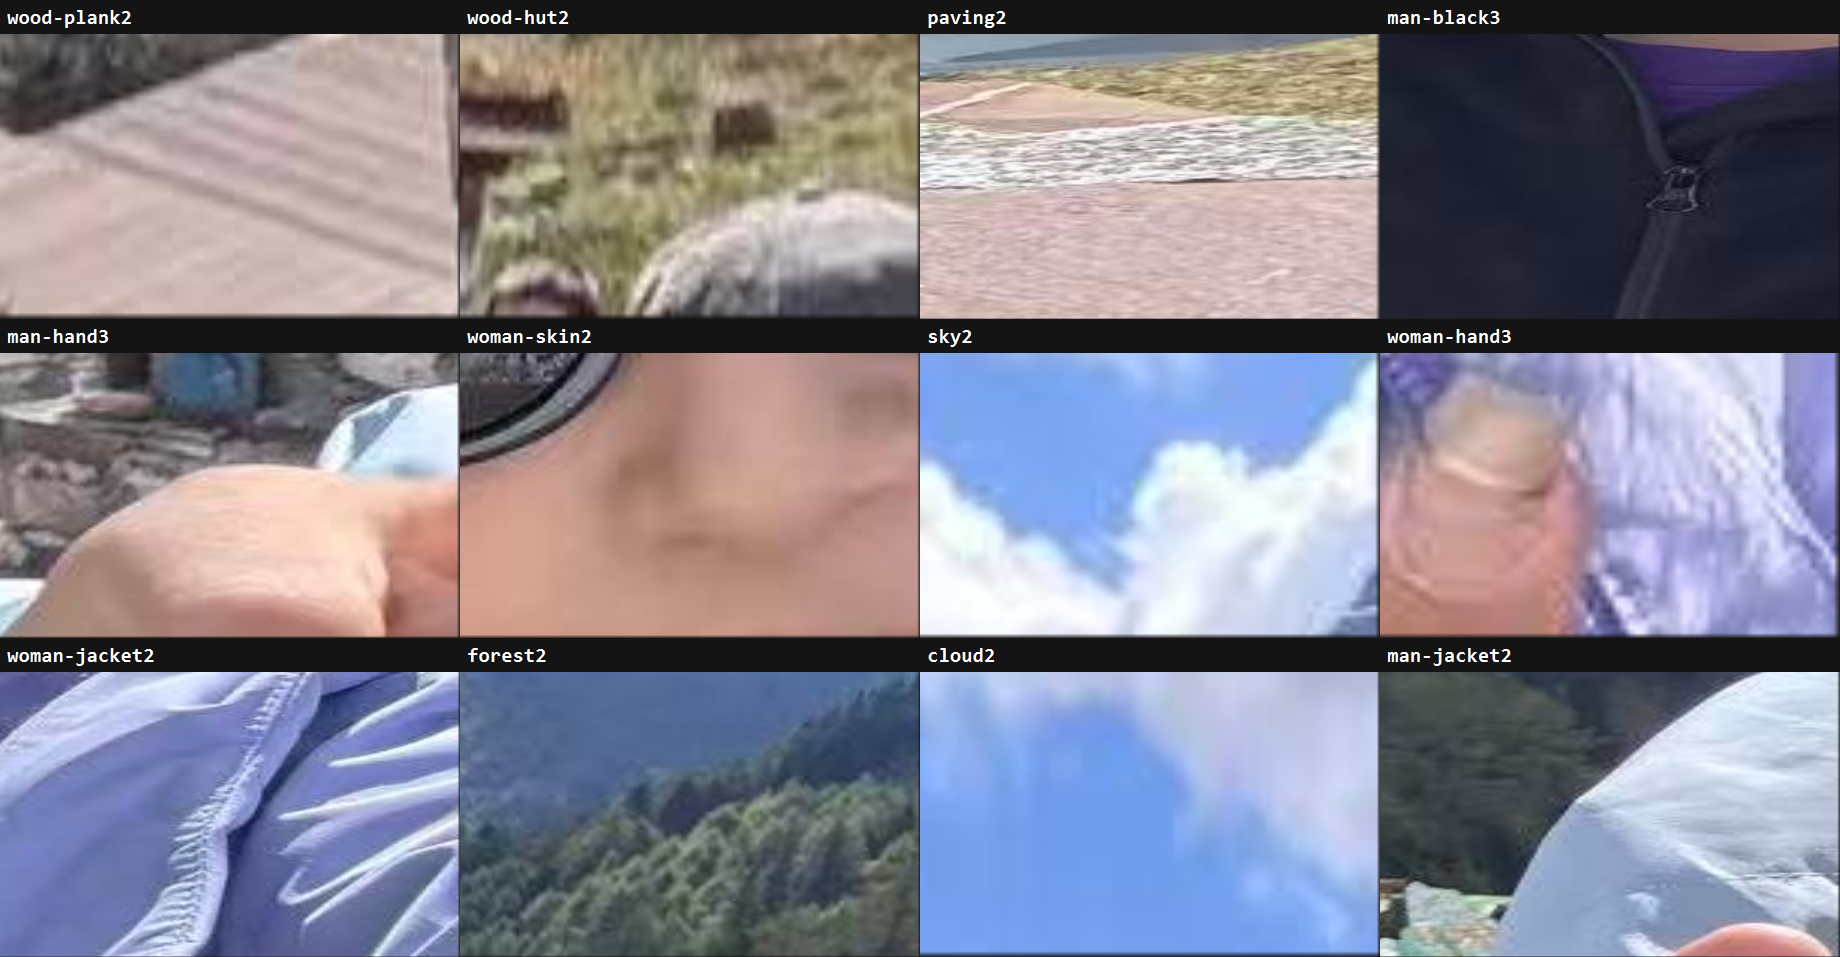 wood-plank2
wood-hut2
paving2
man-black3
man-hand3
woman-skin2
sky2
woman-hand3
woman-jacket2
forest2
cloud2
man-jacket2